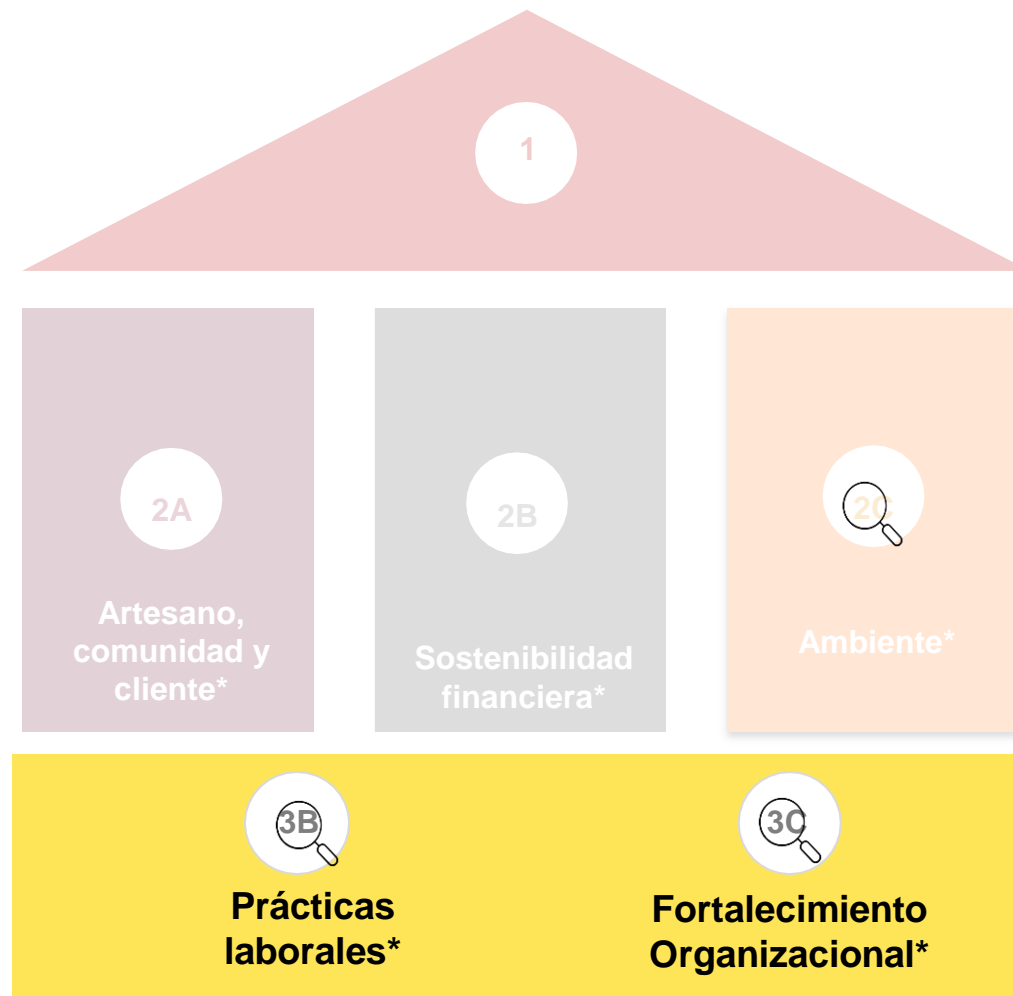 1
2A
Artesano,
comunidad y
cliente*
2B
Sostenibilidad
financiera*
2C
Ambiente*
3B
Prácticas
laborales*
3C
Fortalecimiento
Organizacional*